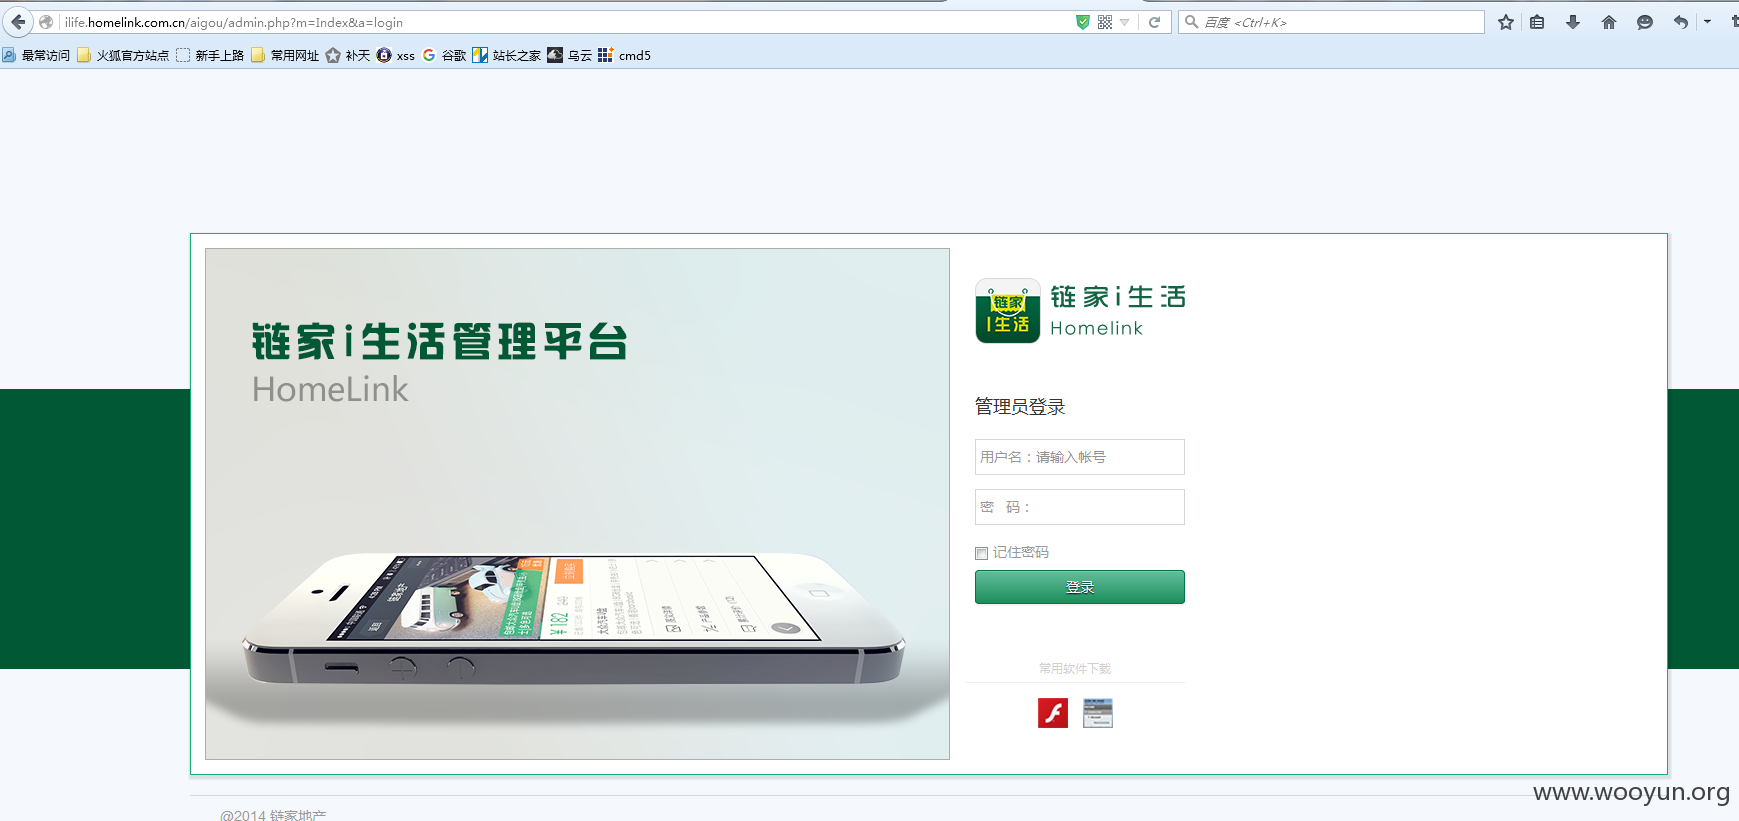 ilife.homelink.com.cn/aigou/admin.php?m=Index&a=login
百度 <Ctrl+K>
最常访问 火狐官方站点 新手上路 常用网址 补天 xss 谷歌 站长之家 乌云 cmd5
链家i生活管理平台
HomeLink
链家
i生活
链家i生活
Homelink
管理员登录
用户名：请输入帐号
密 码：
记住密码
登录
¥182
常用软件下载
@2014 链家地产
www.wooyun.org